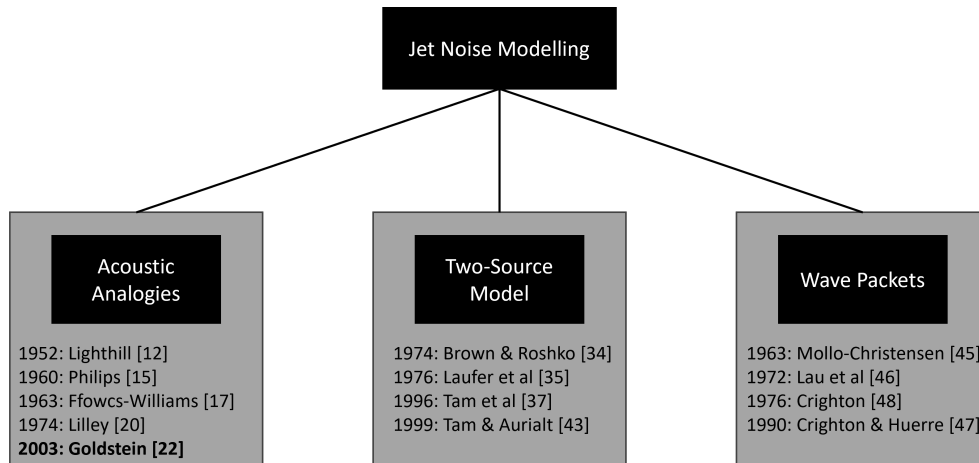 Jet Noise Modelling
Acoustic
Analogies
1952: Lighthill [12]
1960: Philips [15]
1963: Ffowcs-Williams [17]
1974: Lilley [20]
2003: Goldstein [22]
Two-Source
Model
1974: Brown & Roshko [34]
1976: Laufer et al [35]
1996: Tam et al [37]
1999: Tam & Aurialt [43]
Wave Packets
1963: Mollo-Christensen [45]
1972: Lau et al [46]
1976: Crighton [48]
1990: Crighton & Huerre [47]